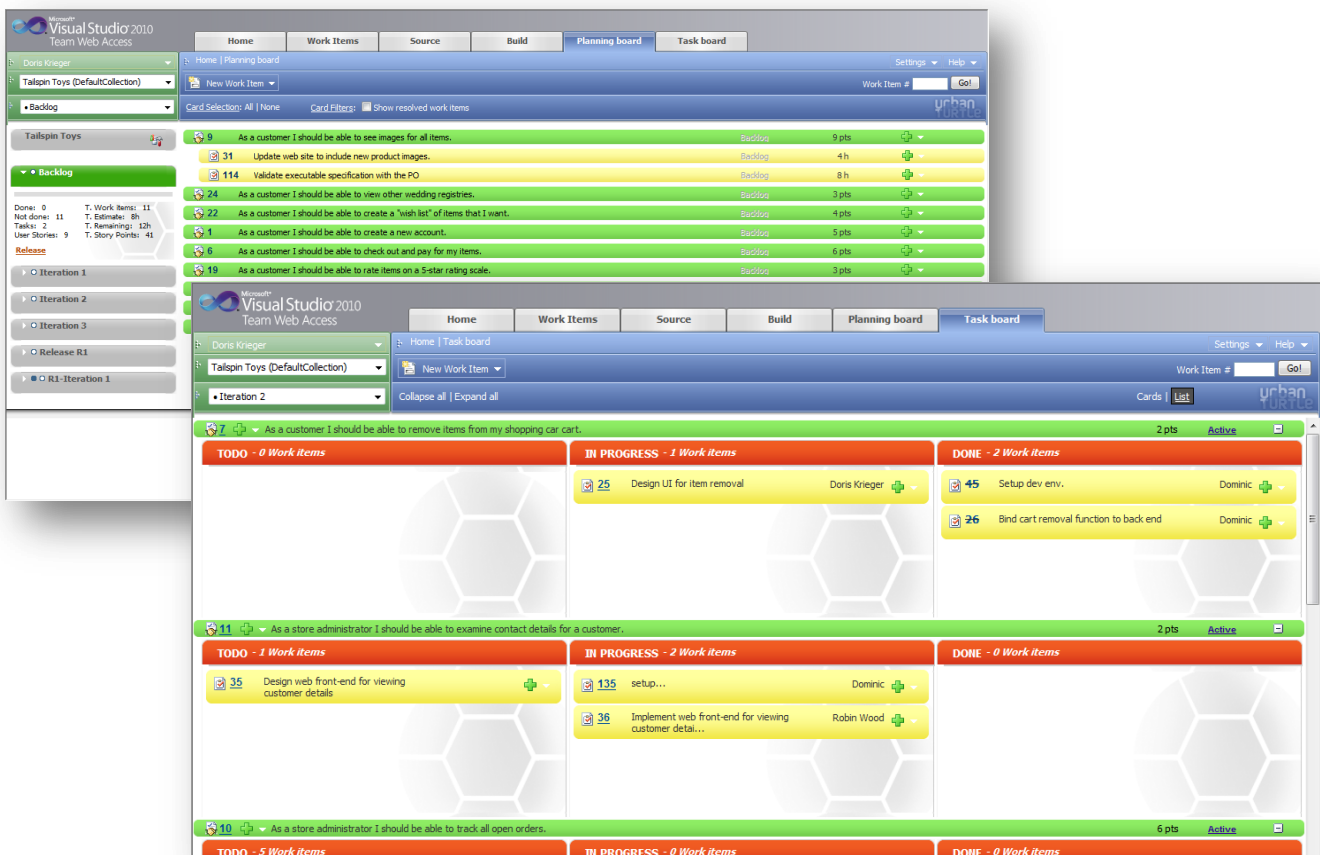 Microsoft®
Visual Studio® 2010
Team Web Access
Home Work Items Source Build Planning board Task board
Doris Krieger
Home | Planning board Settings Help
Tailspin Toys (DefaultCollection)
New Work Item Work Item # Go!
• Backlog
Card Selection: All | None Card Filters: Show resolved work items
urban TURTLE
Tailspin Toys
Backlog
Done: 0 T. Work items: 11
Not done: 11 T. Estimate: 8h
Tasks: 2 T. Remaining: 12h
User Stories: 9 T. Story Points: 41
Release
Iteration 1
Iteration 2
Iteration 3
Release R1
R1-Iteration 1
9 As a customer I should be able to see images for all items. Backlog 9 pts
31 Update web site to include new product images. Backlog 4 h
114 Validate executable specification with the PO Backlog 8 h
24 As a customer I should be able to view other wedding registries. Backlog 3 pts
22 As a customer I should be able to create a "wish list" of items that I want. Backlog 4 pts
1 As a customer I should be able to create a new account. Backlog 5 pts
6 As a customer I should be able to check out and pay for my items. Backlog 6 pts
19 As a customer I should be able to rate items on a 5-star rating scale. Backlog 3 pts
Microsoft®
Visual Studio® 2010
Team Web Access
Home Work Items Source Build Planning board Task board
Doris Krieger
Home | Task board Settings Help
Tailspin Toys (DefaultCollection)
New Work Item Work Item # Go!
• Iteration 2
Collapse all | Expand all Cards | List
urban TURTLE
7 As a customer I should be able to remove items from my shopping car cart. 2 pts Active
TODO - 0 Work items IN PROGRESS - 1 Work items DONE - 2 Work items
25 Design UI for item removal Doris Krieger
45 Setup dev env. Dominic
26 Bind cart removal function to back end Dominic
11 As a store administrator I should be able to examine contact details for a customer. 2 pts Active
TODO - 1 Work items IN PROGRESS - 2 Work items DONE - 0 Work items
35 Design web front-end for viewing
customer details
135 setup... Dominic
36 Implement web front-end for viewing Robin Wood
customer detai...
10 As a store administrator I should be able to track all open orders. 6 pts Active
TODO - 5 Work items IN PROGRESS - 0 Work items DONE - 0 Work items